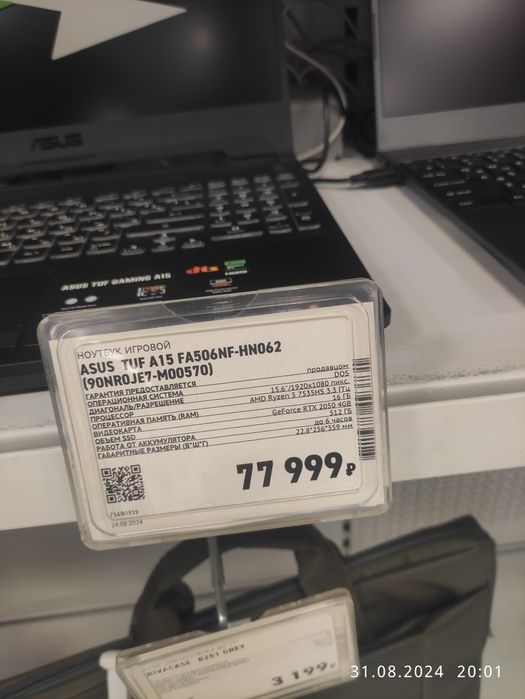 ASUS
ASUS TUF GAMING A15
dts
НОУТБУК ИГРОВОЙ
ASUS TUF A15 FA506NF-HN062
(90NR0JE7-M00570)
ГАРАНТИЯ ПРЕДОСТАВЛЯЕТСЯ продавцом
ОПЕРАЦИОННАЯ СИСТЕМА DOS
ДИАГОНАЛЬ/РАЗРЕШЕНИЕ 15.6"/1920x1080 пикс.
ПРОЦЕССОР AMD Ryzen 5 7535HS 3.3 ГГц
ОПЕРАТИВНАЯ ПАМЯТЬ (RAM) 16 ГБ
ВИДЕОКАРТА GeForce RTX 2050 4GB
ОБЪЕМ SSD 512 ГБ
РАБОТА ОТ АККУМУЛЯТОРА до 6 часов
ГАБАРИТНЫЕ РАЗМЕРЫ (В*Ш*Г) 22.8*256*359 мм
77 999₽
71690939
24.08.2024
RIVACASE 8251 GREY
3 199₽
31.08.2024 20:01